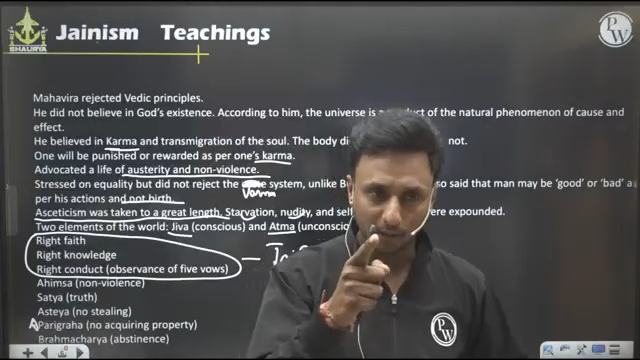 SHAURYA
Jainism Teachings
PW
Mahavira rejected Vedic principles.
He did not believe in God's existence. According to him, the universe is a product of the natural phenomenon of cause and
effect.
He believed in Karma and transmigration of the soul. The body di not.
One will be punished or rewarded as per one's karma.
Advocated a life of austerity and non-violence.
Stressed on equality but did not reject the system, unlike B so said that man may be 'good' or 'bad' a
Varna
per his actions and not birth.
Asceticism was taken to a great length. Starvation, nudity, and sel were expounded.
Two elements of the world: Jiva (conscious) and Atma (unconscio
Right faith
Right knowledge
Right conduct (observance of five vows)
Ahimsa (non-violence)
Satya (truth)
Asteya (no stealing)
A Parigraha (no acquiring property)
Brahmacharya (abstinence)
PW